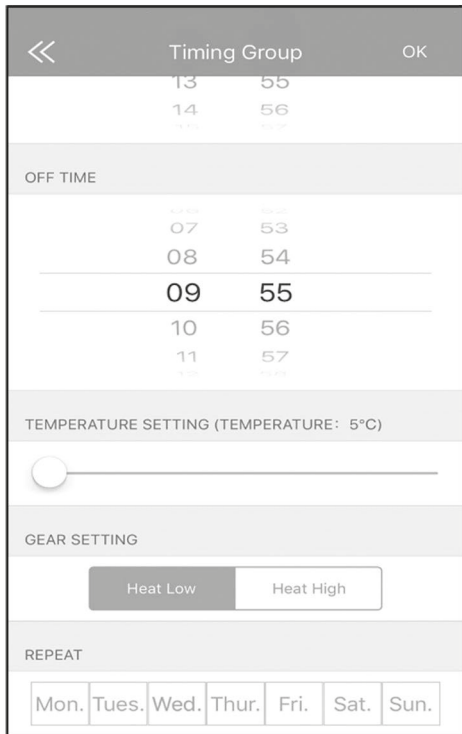 Timing Group OK
13 55
14 56
OFF TIME
07 53
08 54
09 55
10 56
11 57
TEMPERATURE SETTING (TEMPERATURE: 5°C)
GEAR SETTING
Heat Low Heat High
REPEAT
Mon. Tues. Wed. Thur. Fri. Sat. Sun.